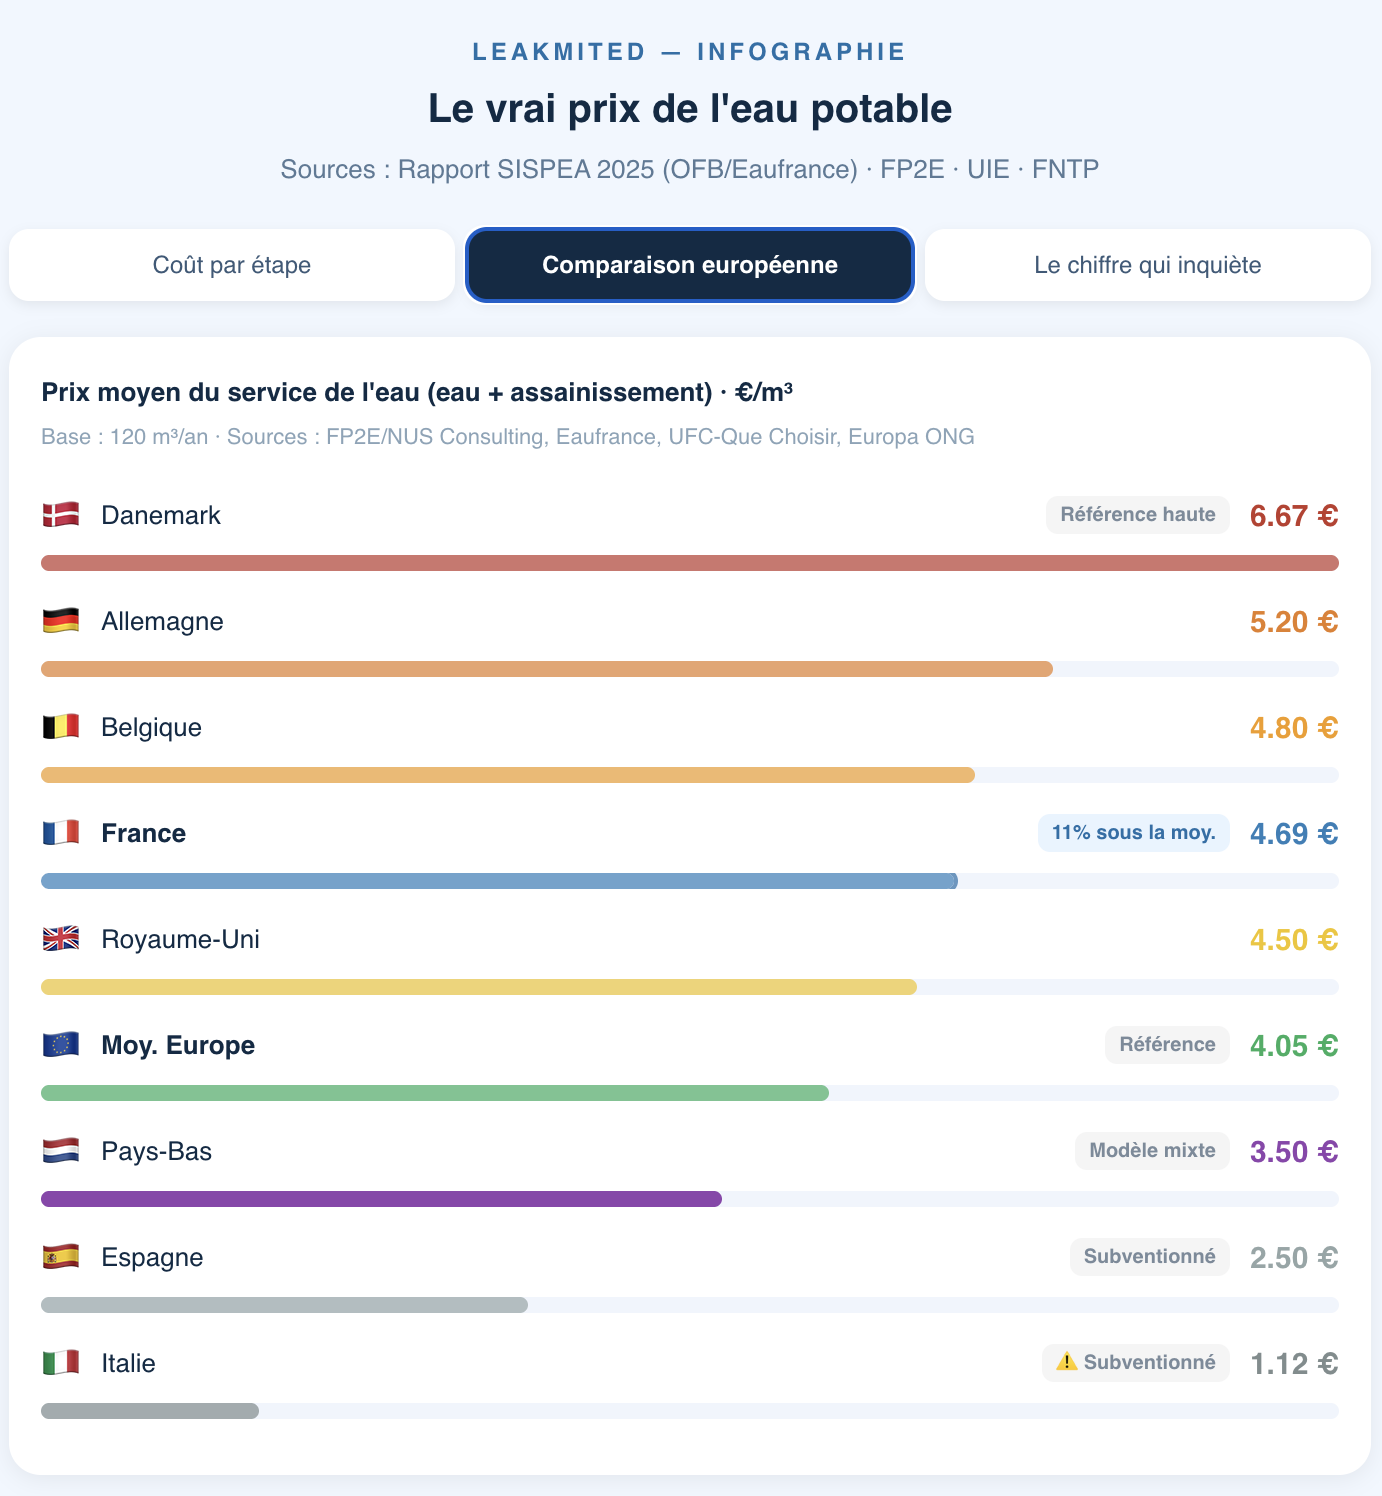 LEAKMITED — INFOGRAPHIE
Le vrai prix de l'eau potable
Sources : Rapport SISPEA 2025 (OFB/Eaufrance) · FP2E · UIE · FNTP
Coût par étape
Comparaison européenne
Le chiffre qui inquiète
Prix moyen du service de l'eau (eau + assainissement) · €/m³
Base : 120 m³/an · Sources : FP2E/NUS Consulting, Eaufrance, UFC-Que Choisir, Europa ONG
Danemark Référence haute 6.67 €
Allemagne 5.20 €
Belgique 4.80 €
France 11% sous la moy. 4.69 €
Royaume-Uni 4.50 €
Moy. Europe Référence 4.05 €
Pays-Bas Modèle mixte 3.50 €
Espagne Subventionné 2.50 €
Italie ⚠️ Subventionné 1.12 €